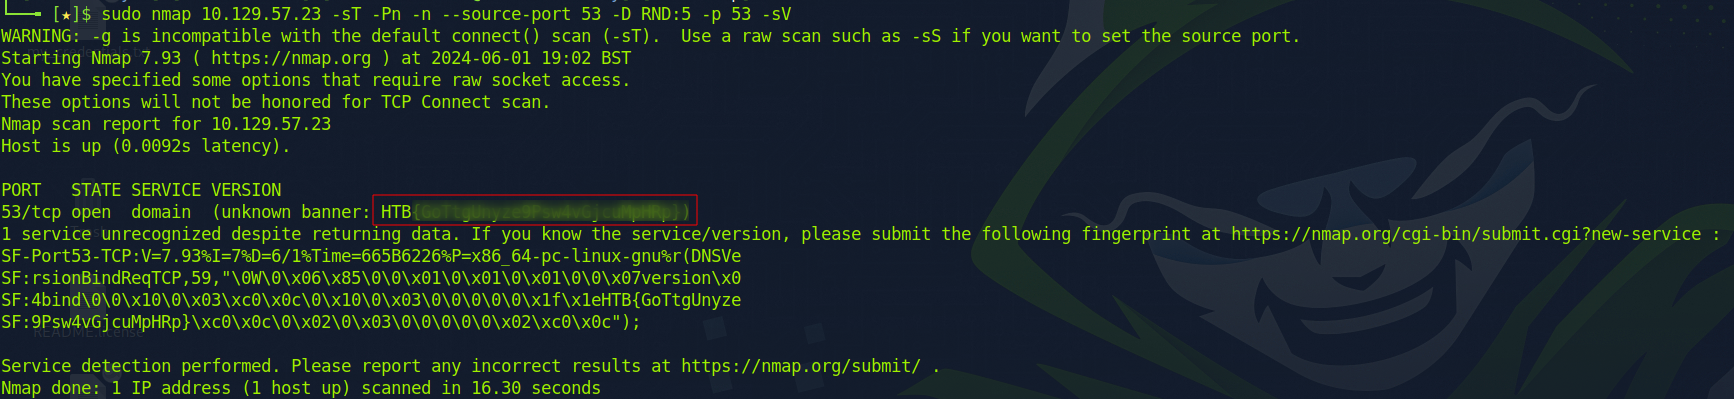 [★]$ sudo nmap 10.129.57.23 -sT -Pn -n --source-port 53 -D RND:5 -p 53 -sV
WARNING: -g is incompatible with the default connect() scan (-sT).  Use a raw scan such as -sS if you want to set the source port.
Starting Nmap 7.93 ( https://nmap.org ) at 2024-06-01 19:02 BST
You have specified some options that require raw socket access.
These options will not be honored for TCP Connect scan.
Nmap scan report for 10.129.57.23
Host is up (0.0092s latency).
PORT   STATE SERVICE VERSION
53/tcp open  domain  (unknown banner: HTB
1 service unrecognized despite returning data. If you know the service/version, please submit the following fingerprint at https://nmap.org/cgi-bin/submit.cgi?new-service :
SF-Port53-TCP:V=7.93%I=7%D=6/1%Time=665B6226%P=x86_64-pc-linux-gnu%r(DNSVe
SF:rsionBindReqTCP,59,"\0W\0\x06\x85\0\0\x01\0\x01\0\x01\0\0\x07version\x0
SF:4bind\0\0\x10\0\x03\xc0\x0c\0\x10\0\x03\0\0\0\0\0\x1f\x1eHTB{GoTtgUnyze
SF:9Psw4vGjcuMpHRp}\xc0\x0c\0\x02\0\x03\0\0\0\0\0\x02\xc0\x0c");
README.license
Service detection performed. Please report any incorrect results at https://nmap.org/submit/ .
Nmap done: 1 IP address (1 host up) scanned in 16.30 seconds